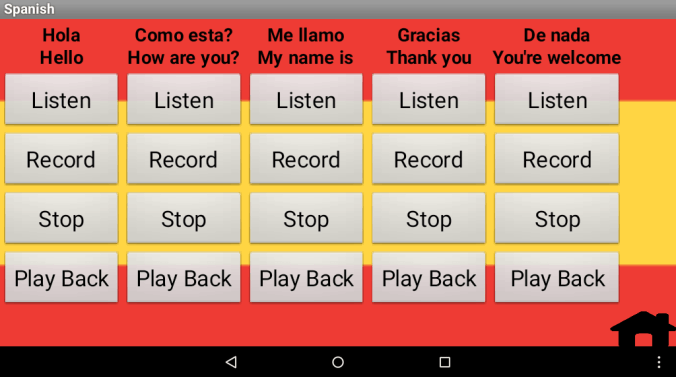 Spanish
Hola Como esta? Me llamo Gracias De nada
Hello How are you? My name is Thank you You're welcome
Listen Listen Listen Listen Listen
Record Record Record Record Record
Stop Stop Stop Stop Stop
Play Back Play Back Play Back Play Back Play Back